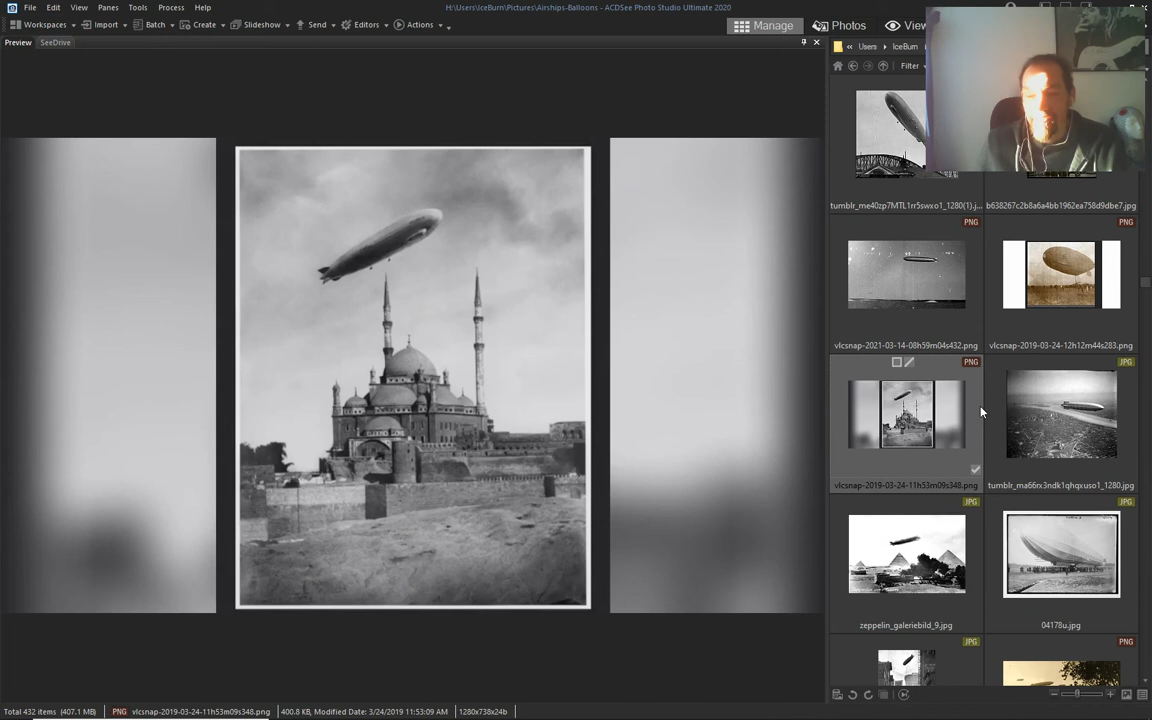 H:\Users\IceBurn\Pictures\Airships-Balloons - ACDSee Photo Studio Ultimate 2020
File Edit View Panes Tools Process Help
Workspaces Import Batch Create Slideshow Send Editors Actions
Manage Photos View
Preview SeeDrive
« Users IceBurn
Filter
tumblr_me40zp7MTL1rr5swxo1_1280(1).j... b638267c2b8a6a4bb1962ea758d9dbe7.jpg
PNG PNG
vlcsnap-2021-03-14-08h59m04s432.png vlcsnap-2019-03-24-12h12m44s283.png
PNG JPG
vlcsnap-2019-03-24-11h53m09s348.png tumblr_ma66rx3ndk1qhqxuso1_1280.jpg
JPG JPG
zeppelin_galeriebild_9.jpg 04178u.jpg
JPG PNG
Total 432 items (407.1 MB) PNG vlcsnap-2019-03-24-11h53m09s348.png 400.8 KB, Modified Date: 3/24/2019 11:53:09 AM 1280x738x24b